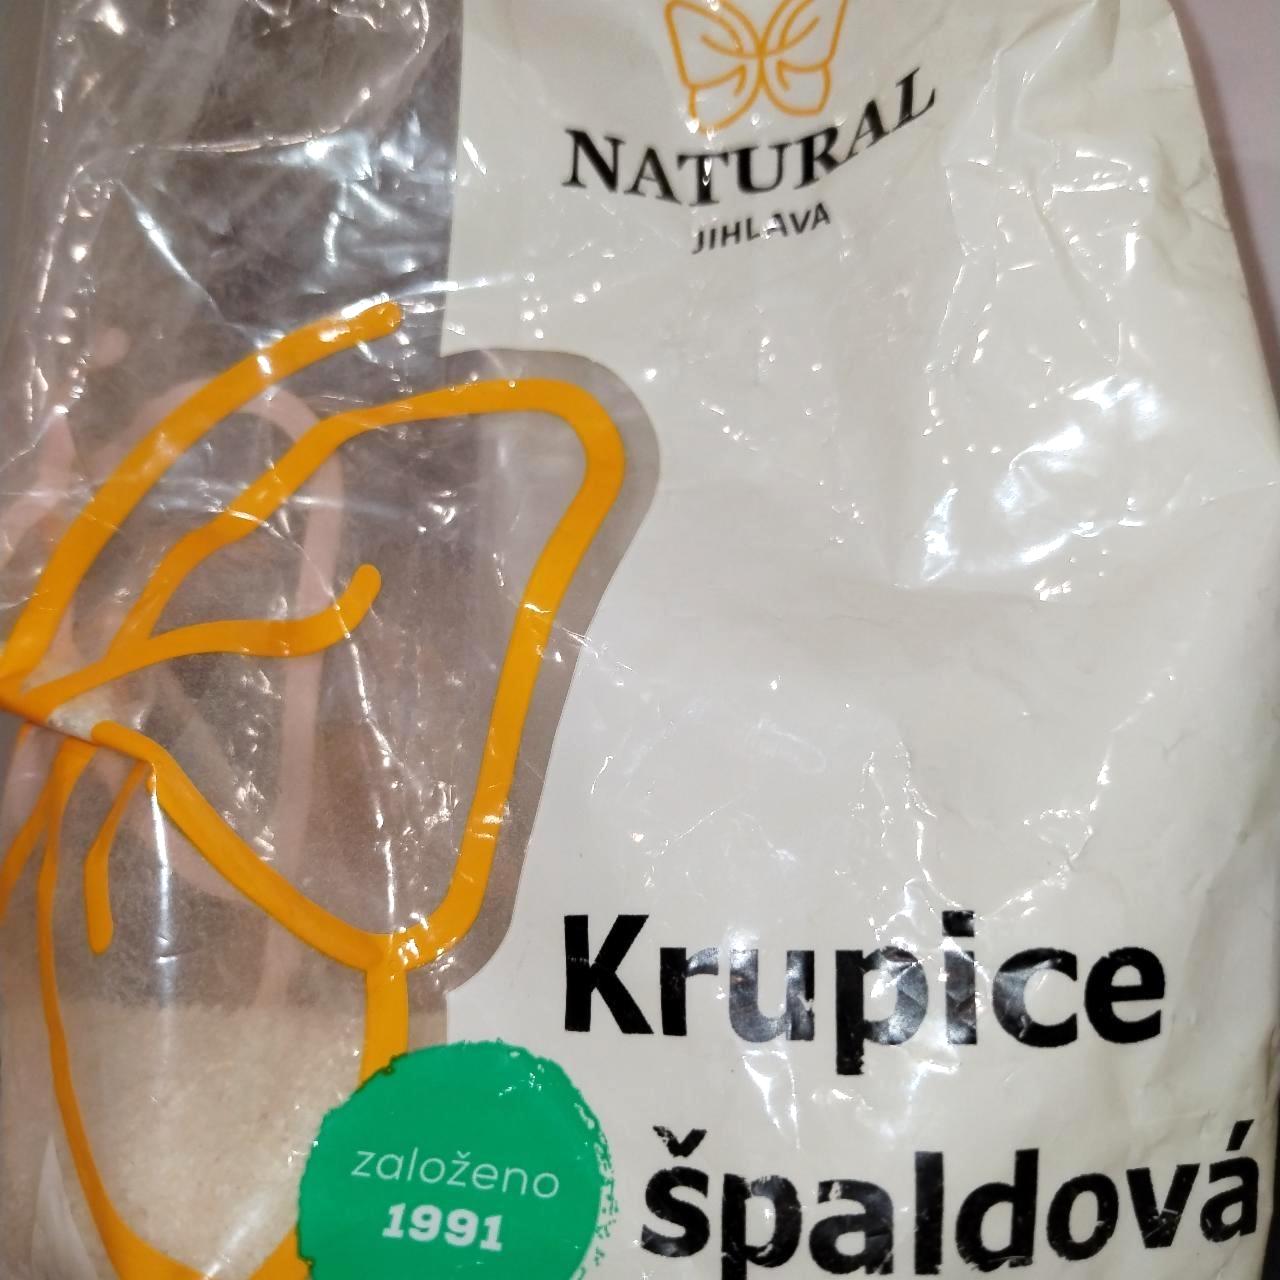 NATURAL
JIHLAVA
Krupice
špaldová
založeno
1991